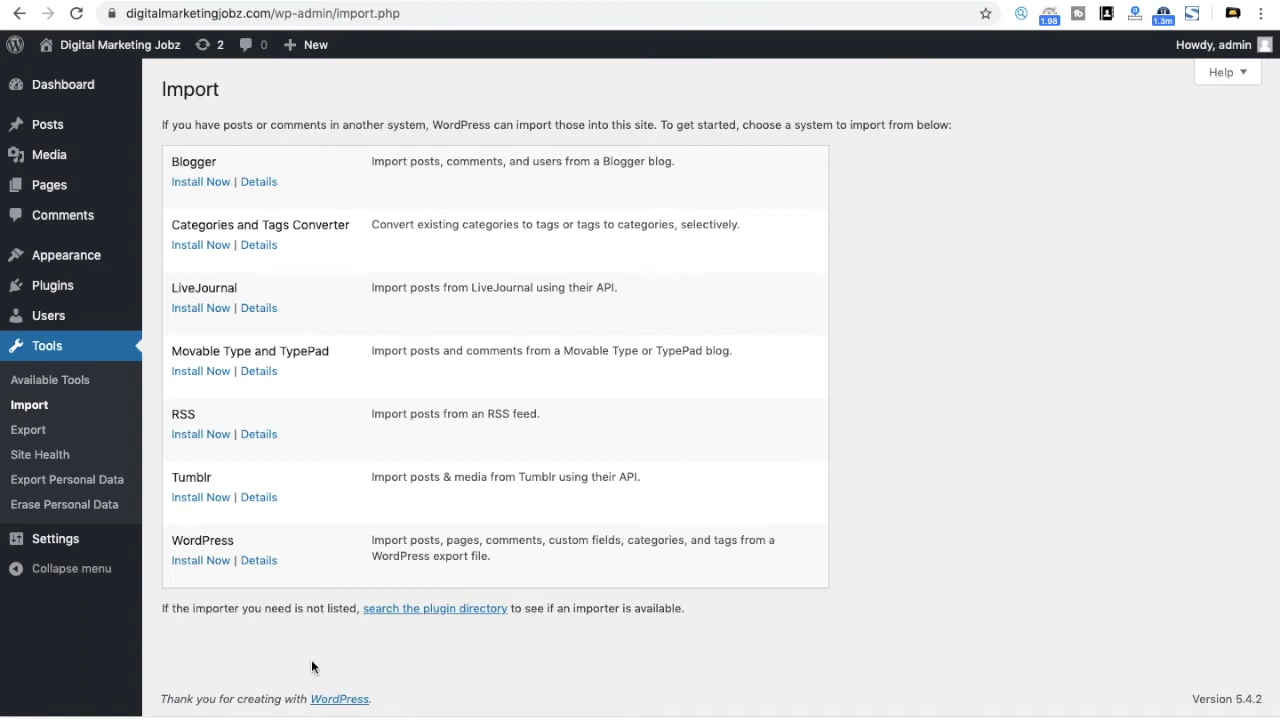 digitalmarketingjobz.com/wp-admin/import.php
1.98
1.3m
Digital Marketing Jobz 2 0 New
Howdy, admin
Help
Dashboard
Posts
Media
Pages
Comments
Appearance
Plugins
Users
Tools
Available Tools
Import
Export
Site Health
Export Personal Data
Erase Personal Data
Settings
Collapse menu
Import
If you have posts or comments in another system, WordPress can import those into this site. To get started, choose a system to import from below:
Blogger Import posts, comments, and users from a Blogger blog.
Install Now | Details
Categories and Tags Converter Convert existing categories to tags or tags to categories, selectively.
Install Now | Details
LiveJournal Import posts from LiveJournal using their API.
Install Now | Details
Movable Type and TypePad Import posts and comments from a Movable Type or TypePad blog.
Install Now | Details
RSS Import posts from an RSS feed.
Install Now | Details
Tumblr Import posts & media from Tumblr using their API.
Install Now | Details
WordPress Import posts, pages, comments, custom fields, categories, and tags from a
Install Now | Details WordPress export file.
If the importer you need is not listed, search the plugin directory to see if an importer is available.
Thank you for creating with WordPress.
Version 5.4.2